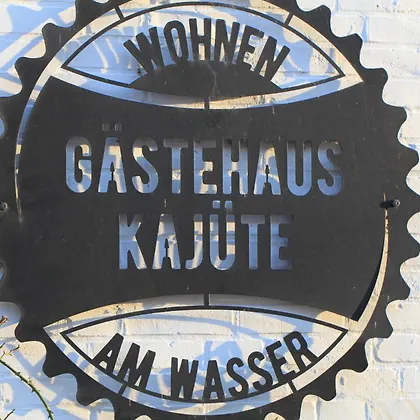 WOHNEN
GÄSTEHAUS
KAJÜTE
AM WASSER